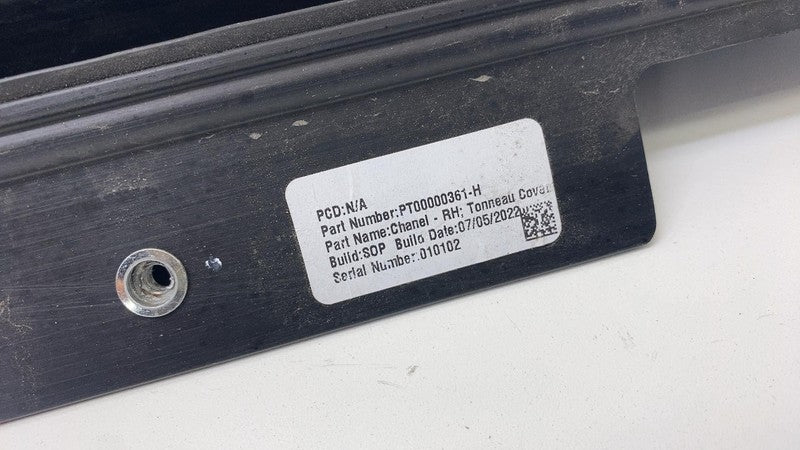 PCD:N/A
Part Number:PT00000361-H
Part Name:Chanel - RH; Tonneau Cover
Build:SOP Build Date:07/05/2022
Serial Number:010102